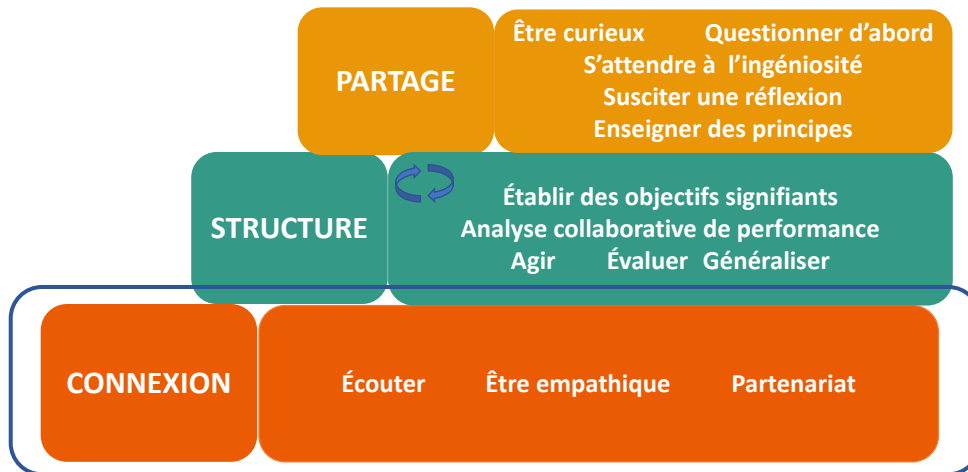 PARTAGE
Être curieux Questionner d’abord
S’attendre à l’ingéniosité
Susciter une réflexion
Enseigner des principes
STRUCTURE
Établir des objectifs signifiants
Analyse collaborative de performance
Agir Évaluer Généraliser
CONNEXION
Écouter Être empathique Partenariat